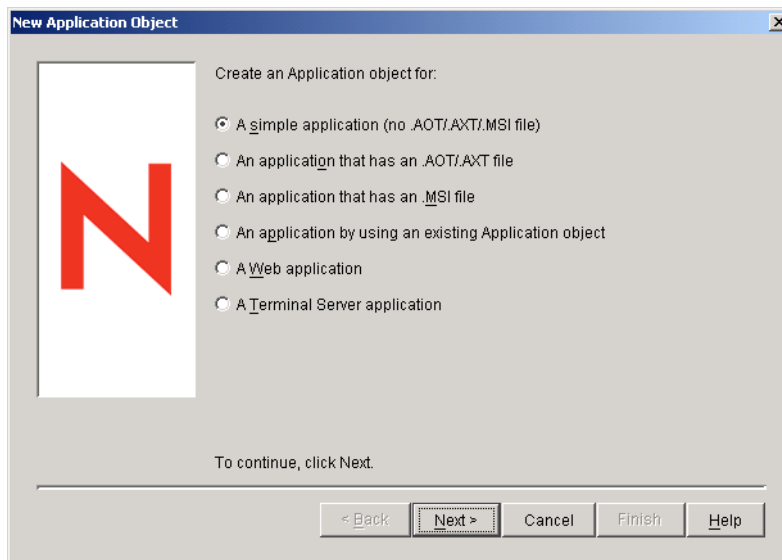 New Application Object
Create an Application object for:
A simple application (no .AOT/.AXT/.MSI file)
An application that has an .AOT/.AXT file
An application that has an .MSI file
An application by using an existing Application object
A Web application
A Terminal Server application
N
To continue, click Next.
< Back Next > Cancel Finish Help